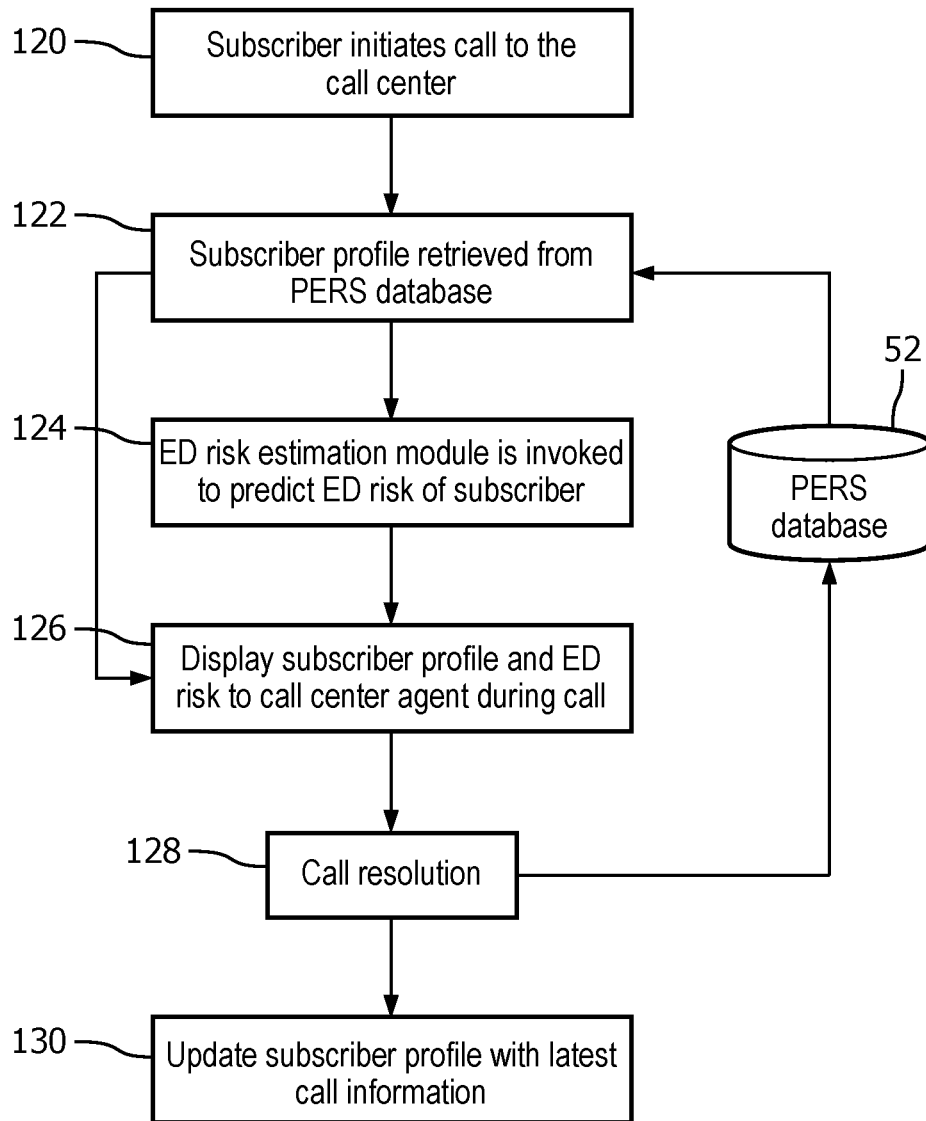 120
Subscriber initiates call to the
call center
122
Subscriber profile retrieved from
PERS database
52
PERS
database
124
ED risk estimation module is invoked
to predict ED risk of subscriber
126
Display subscriber profile and ED
risk to call center agent during call
128
Call resolution
130
Update subscriber profile with latest
call information